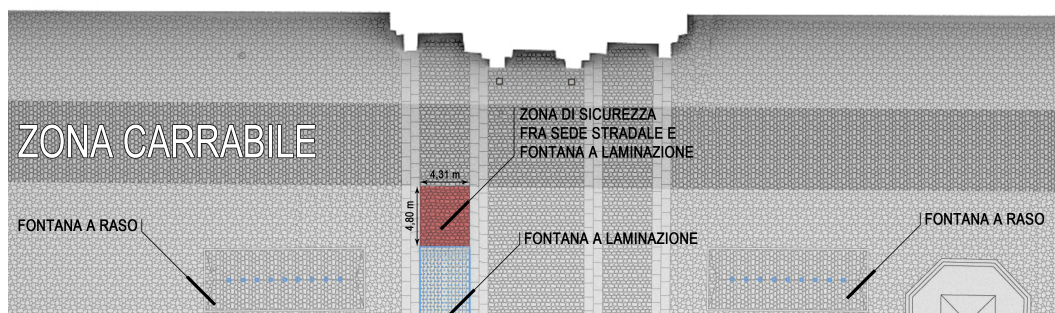 ZONA DI SICUREZZA
FRA SEDE STRADALE E
FONTANA A LAMINAZIONE
ZONA CARRABILE
4,31 m
4,80 m
FONTANA A RASO
FONTANA A LAMINAZIONE
FONTANA A RASO